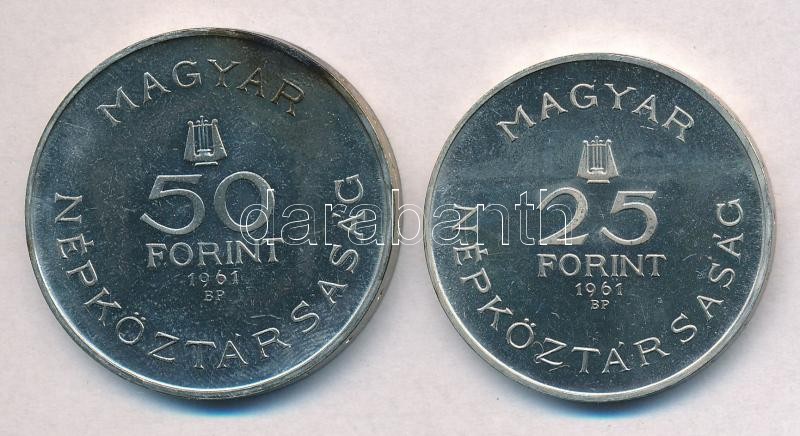 MAGYAR
50
FORINT
1961
BP
NÉPKÖZTÁRSASÁG
MAGYAR
25
FORINT
1961
BP
NÉPKÖZTÁRSASÁG
darabanth